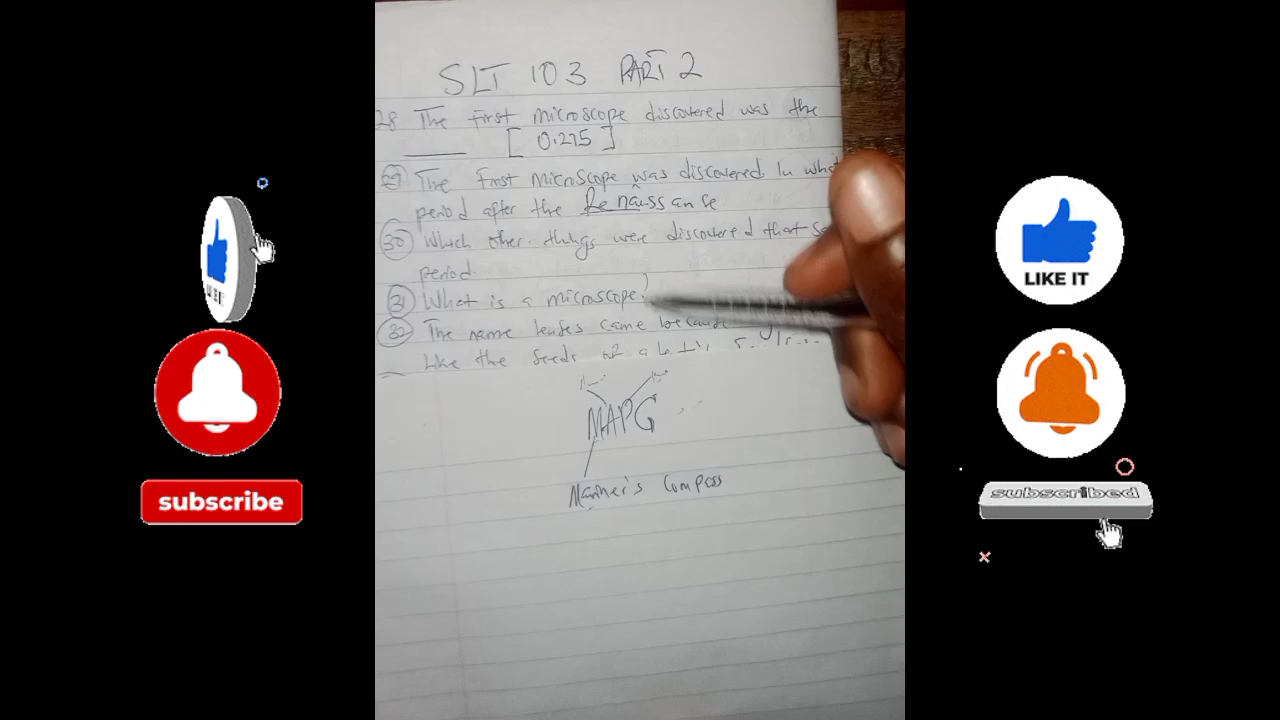 SLT 103 PART 2
28 The first microscope discovered was the
[0.275]
29 The first microscope was discovered in what
period after the Renaussanse
30 Which other things were discovered that
period.
31 What is a microscope?
32 The name lenses came because
like the seeds of a
MAPG
Mariner's Compass
subscribe
LIKE IT
subscribed